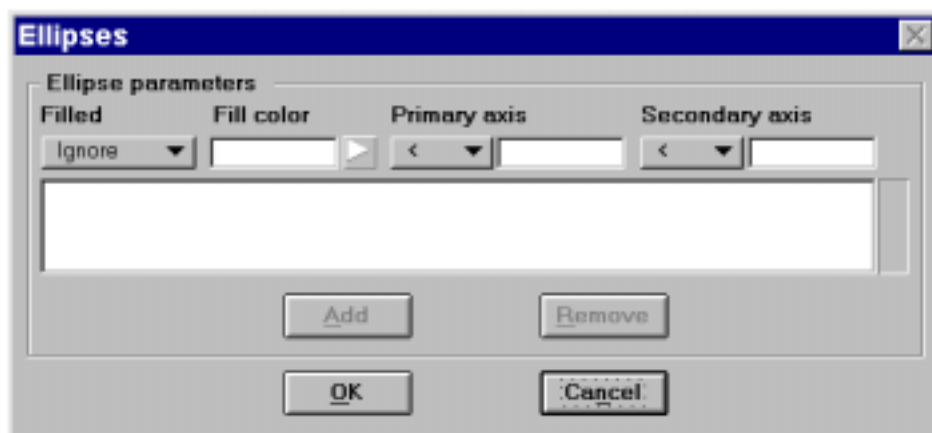 Ellipses
Ellipse parameters
Filled Fill color Primary axis Secondary axis
Ignore < <
Add Remove
OK Cancel